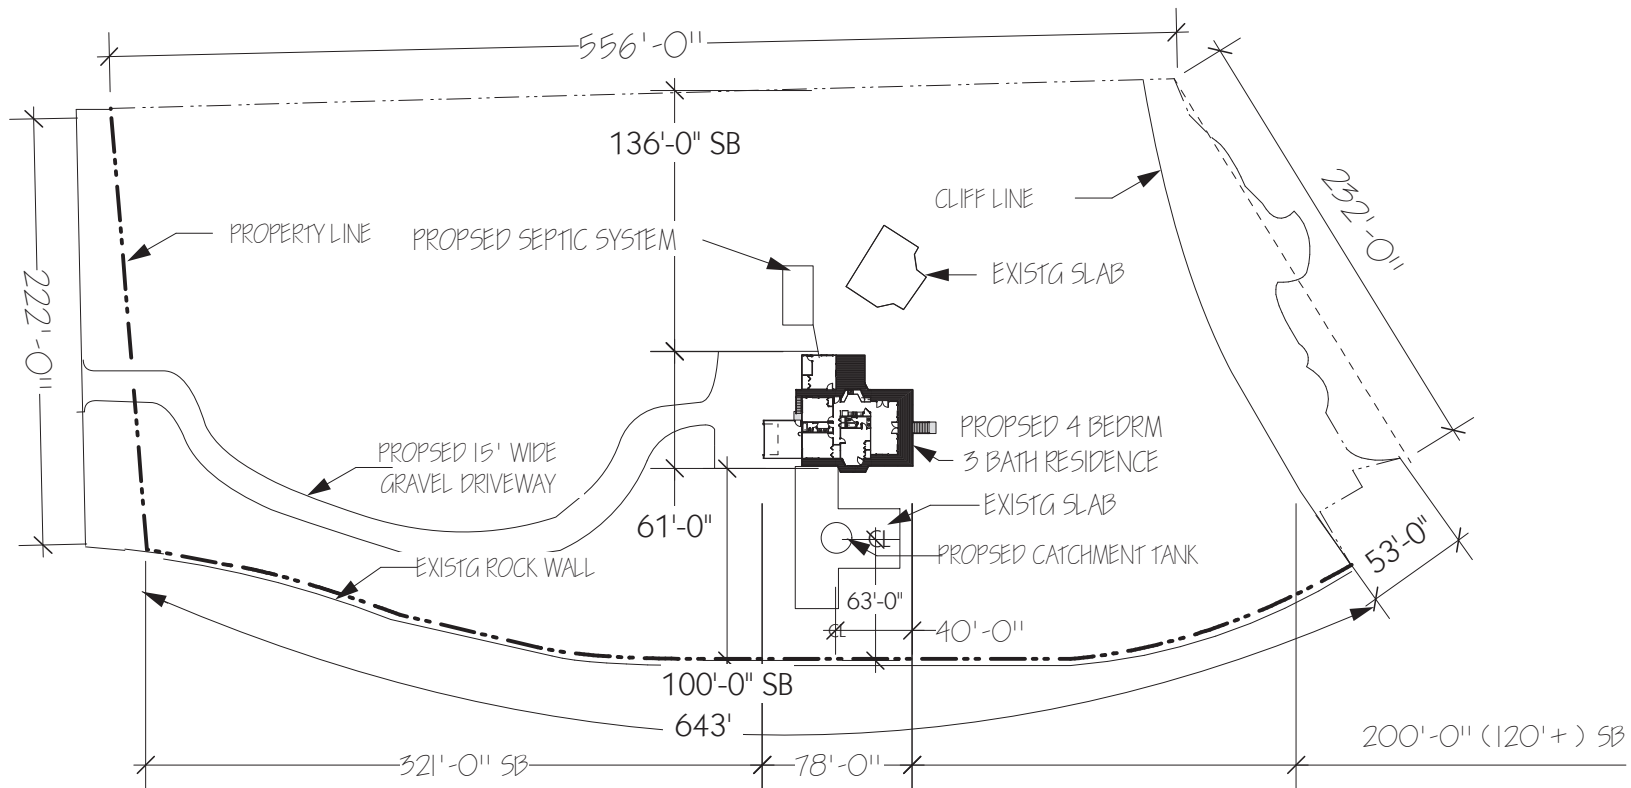 556'-0"
136'-0" SB
CLIFF LINE
232'-0"
PROPERTY LINE
PROPSED SEPTIC SYSTEM
EXISTG SLAB
222'-0"
PROPSED 4 BEDRM
3 BATH RESIDENCE
PROPSED 15' WIDE
GRAVEL DRIVEWAY
EXISTG SLAB
61'-0"
53'-0"
PROPSED CATCHMENT TANK
EXISTG ROCK WALL
63'-0"
CL
CL
40'-0"
100'-0" SB
643'
200'-0" (120'+) SB
321'-0" SB
78'-0"